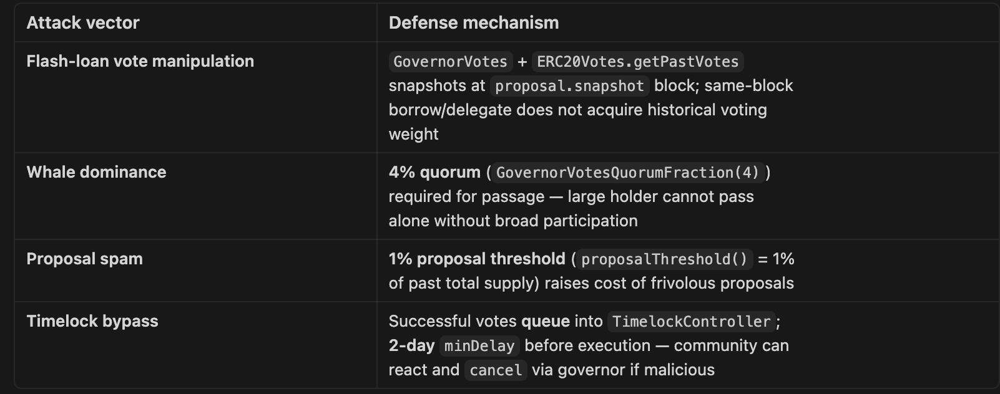 Attack vector
Defense mechanism
Flash-loan vote manipulation
GovernorVotes + ERC20Votes.getPastVotes
snapshots at proposal.snapshot block; same-block
borrow/delegate does not acquire historical voting
weight
Whale dominance
4% quorum (GovernorVotesQuorumFraction(4))
required for passage — large holder cannot pass
alone without broad participation
Proposal spam
1% proposal threshold (proposalThreshold() = 1%
of past total supply) raises cost of frivolous proposals
Timelock bypass
Successful votes queue into TimelockController;
2-day minDelay before execution — community can
react and cancel via governor if malicious